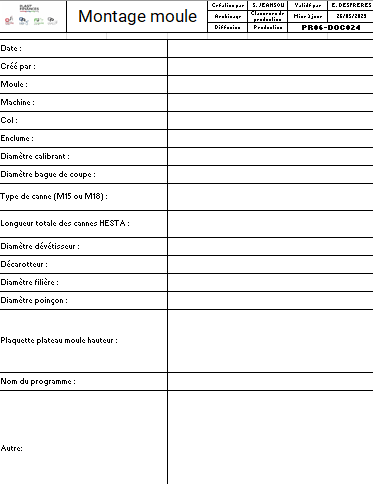 PLAST
Montage moule
Création par S. JEANSOU Validé par E. DESFRERES
Archivage Classeurs de production Mise à jour 26/05/2025
Diffusion Production PR06-DOC024
Date :
Créé par :
Moule :
Machine :
Col :
Enclume :
Diamètre calibrant :
Diamètre bague de coupe :
Type de canne (M15 ou M18) :
Longueur totale des cannes HESTA :
Diamètre dévétisseur :
Décarotteur :
Diamètre filière :
Diamètre poinçon :
Plaquette plateau moule hauteur :
Nom du programme :
Autre: